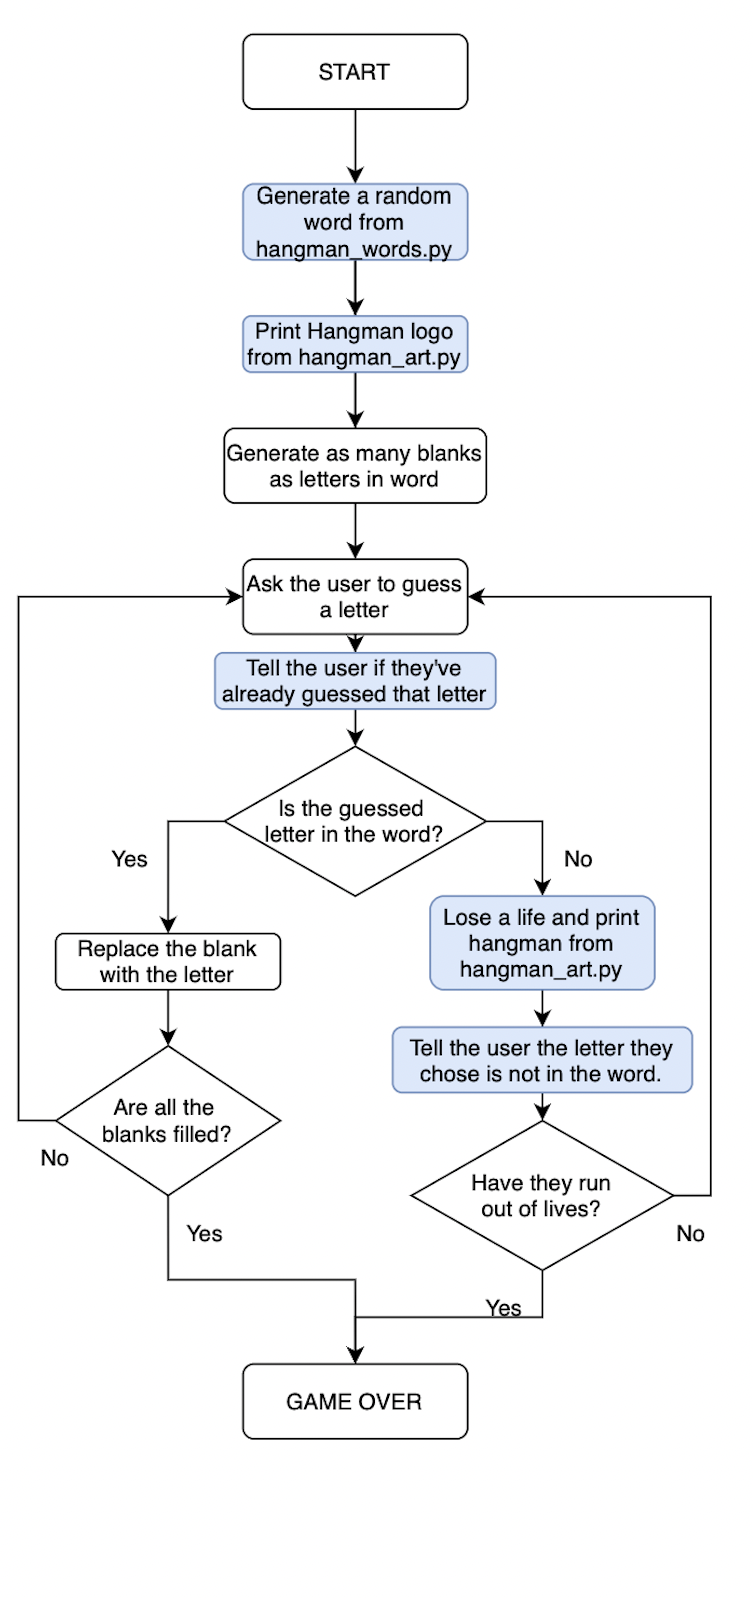 START
Generate a random
word from
hangman_words.py
Print Hangman logo
from hangman_art.py
Generate as many blanks
as letters in word
Ask the user to guess
a letter
Tell the user if they've
already guessed that letter
Is the guessed
letter in the word?
Yes
No
Lose a life and print
hangman from
hangman_art.py
Replace the blank
with the letter
Tell the user the letter they
chose is not in the word.
Are all the
blanks filled?
No
Yes
Have they run
out of lives?
No
Yes
GAME OVER